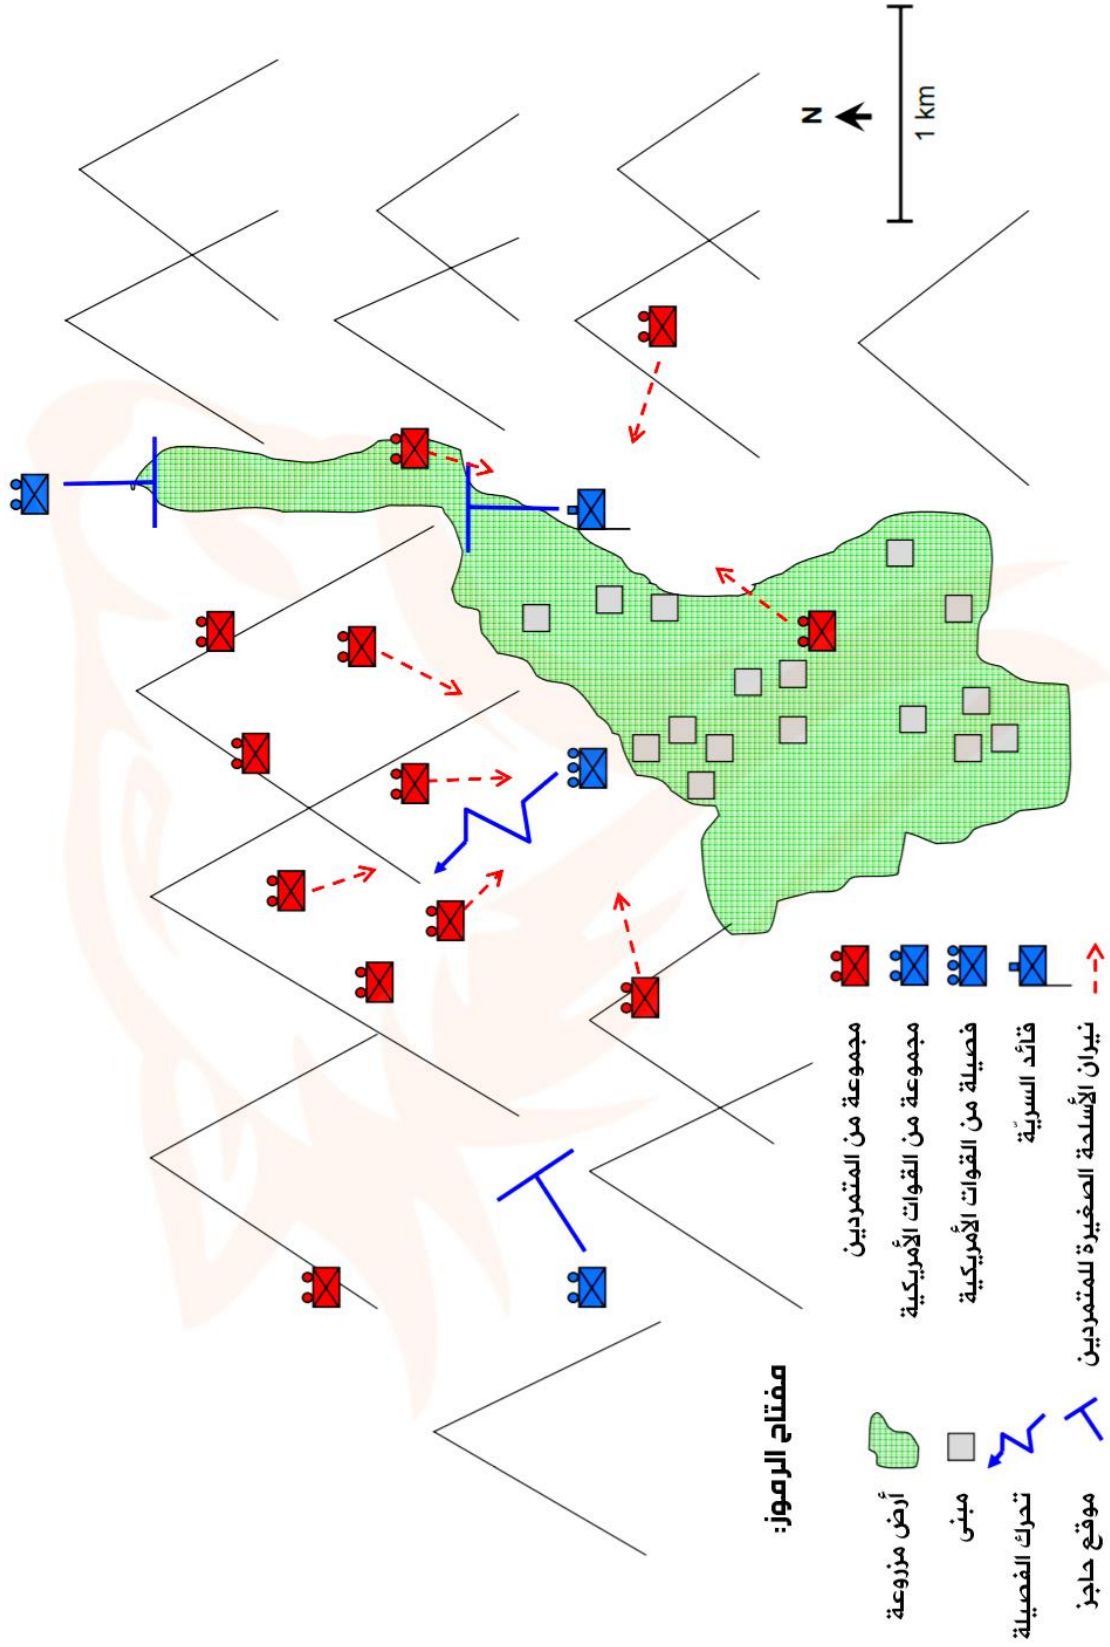 N
1 km
مفتاح الرموز:
مجموعة من المتمردين
مجموعة من القوات الأمريكية
فصيلة من القوات الأمريكية
قائد السريّة
نيران الأسلحة الصغيرة للمتمردين
أرض مزروعة
مبنى
تحرك الفصيلة
موقع حاجز